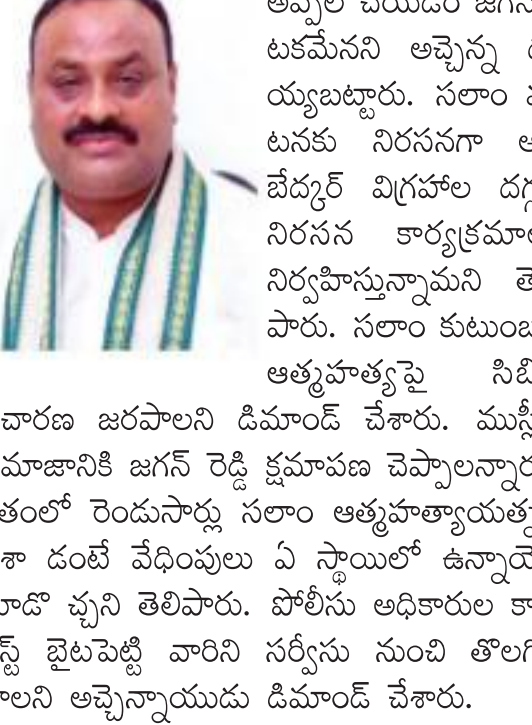 అప్పీల్ చేయడం జగన్
టకమేనని అచ్చెన్న
య్యబట్టారు. సలాం
టనకు నిరసనగా
బేద్కర్ విగ్రహాల దగ్గ
నిరసన కార్యక్రమాల
నిర్వహిస్తున్నామని తె
పారు. సలాం కుటుంబ
ఆత్మహత్యపై సిబి
చారణ జరపాలని డిమాండ్ చేశారు. ముస్లి
మాజానికి జగన్ రెడ్డి క్షమాపణ చెప్పాలన్నార
తంలో రెండుసార్లు సలాం ఆత్మహత్యాయత్న
శా డంటే వేధింపులు ఏ స్థాయిలో ఉన్నాయే
డొ చ్చని తెలిపారు. పోలీసు అధికారుల కా
స్ట్ బైటపెట్టి వారిని సర్వీసు నుంచి తొలగి
లని అచ్చెన్నాయుడు డిమాండ్ చేశారు.